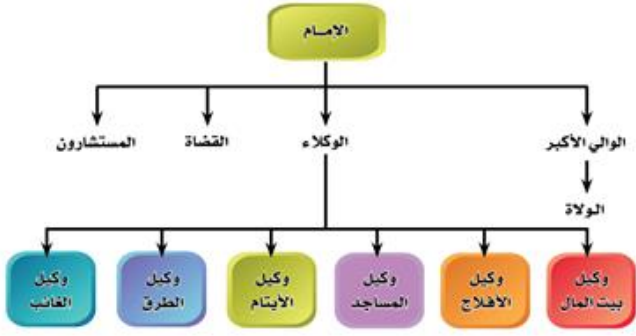 الإمام
الوالي الأكبر
الوكلاء
القضاة
المستشارون
الولاة
وكيل
بيت المال
وكيل
الأفلاج
وكيل
المساجد
وكيل
الأيتام
وكيل
الطرق
وكيل
الغائب